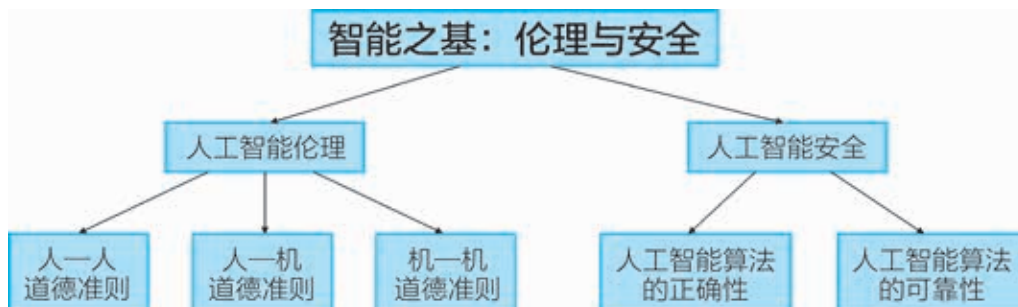 智能之基：伦理与安全
人工智能伦理
人工智能安全
人—人
道德准则
人—机
道德准则
机—机
道德准则
人工智能算法
的正确性
人工智能算法
的可靠性